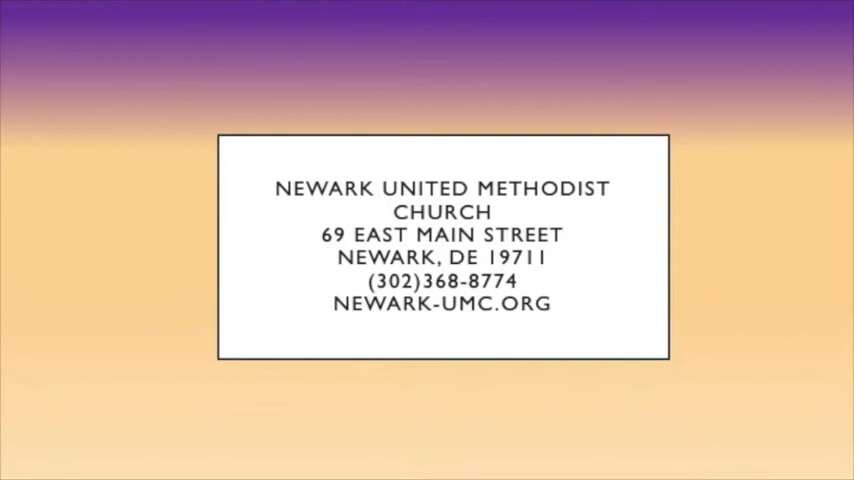 NEWARK UNITED METHODIST
CHURCH
69 EAST MAIN STREET
NEWARK, DE 19711
(302)368-8774
NEWARK-UMC.ORG